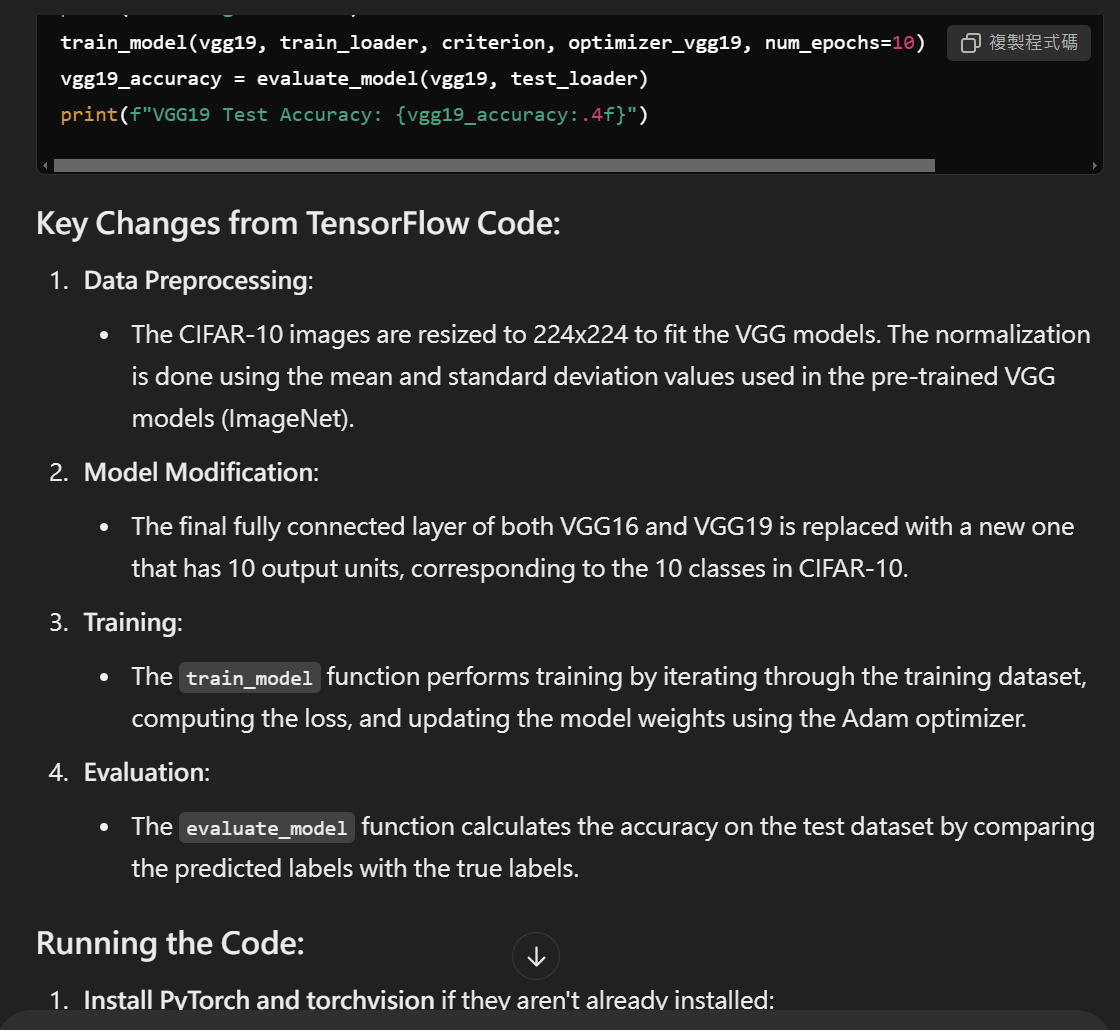 train_model(vgg19, train_loader, criterion, optimizer_vgg19, num_epochs=10)
複製程式碼
vgg19_accuracy = evaluate_model(vgg19, test_loader)
print(f"VGG19 Test Accuracy: {vgg19_accuracy:.4f}")
Key Changes from TensorFlow Code:
1. Data Preprocessing:
• The CIFAR-10 images are resized to 224x224 to fit the VGG models. The normalization
is done using the mean and standard deviation values used in the pre-trained VGG
models (ImageNet).
2. Model Modification:
• The final fully connected layer of both VGG16 and VGG19 is replaced with a new one
that has 10 output units, corresponding to the 10 classes in CIFAR-10.
3. Training:
• The train_model function performs training by iterating through the training dataset,
computing the loss, and updating the model weights using the Adam optimizer.
4. Evaluation:
• The evaluate_model function calculates the accuracy on the test dataset by comparing
the predicted labels with the true labels.
Running the Code:
1. Install PyTorch and torchvision if they aren't already installed: